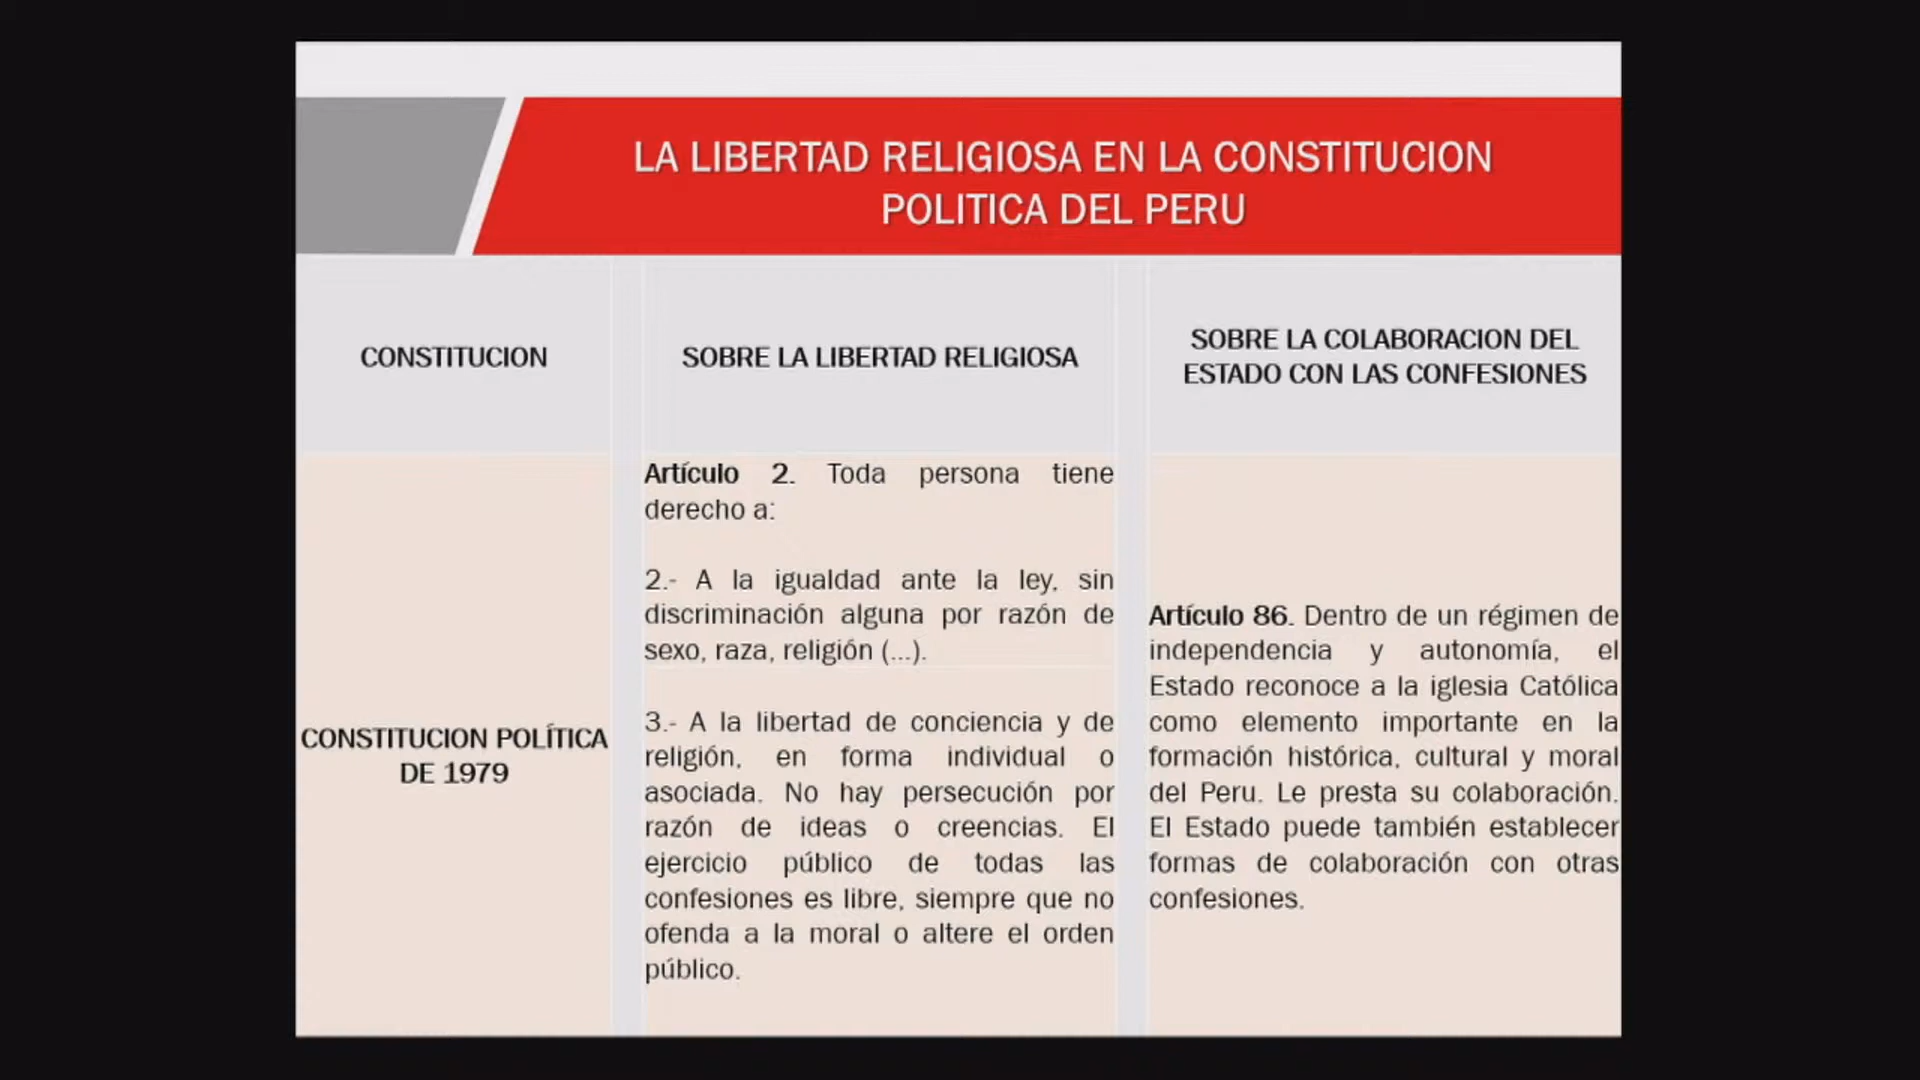 LA LIBERTAD RELIGIOSA EN LA CONSTITUCION
POLITICA DEL PERU
CONSTITUCION
SOBRE LA LIBERTAD RELIGIOSA
SOBRE LA COLABORACION DEL
ESTADO CON LAS CONFESIONES
CONSTITUCION POLÍTICA
DE 1979
Artículo 2. Toda persona tiene
derecho a:
2.- A la igualdad ante la ley, sin
discriminación alguna por razón de
sexo, raza, religión (...).
3.- A la libertad de conciencia y de
religión, en forma individual o
asociada. No hay persecución por
razón de ideas o creencias. El
ejercicio público de todas las
confesiones es libre, siempre que no
ofenda a la moral o altere el orden
público.
Artículo 86. Dentro de un régimen de
independencia y autonomía, el
Estado reconoce a la iglesia Católica
como elemento importante en la
formación histórica, cultural y moral
del Peru. Le presta su colaboración.
El Estado puede también establecer
formas de colaboración con otras
confesiones.